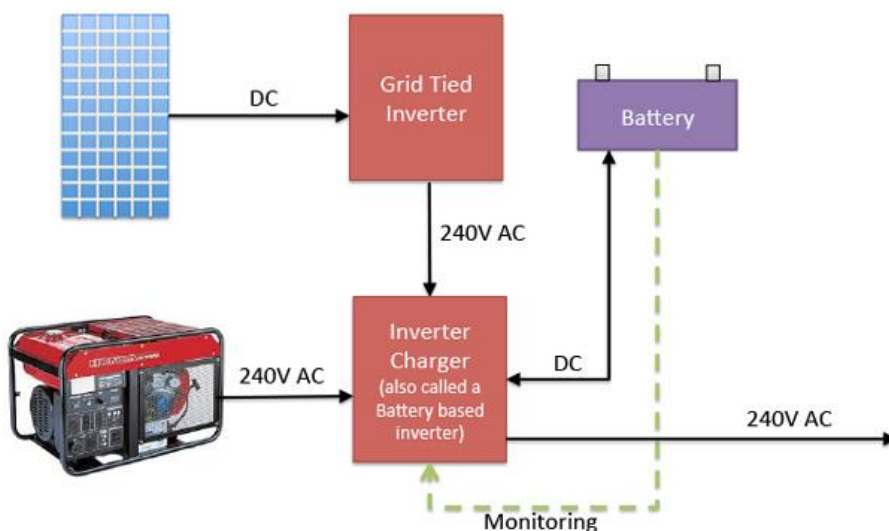 DC
Grid Tied
Inverter
Battery
240V AC
HONDA
240V AC
Inverter
Charger
(also called a
Battery based
inverter)
DC
240V AC
Monitoring